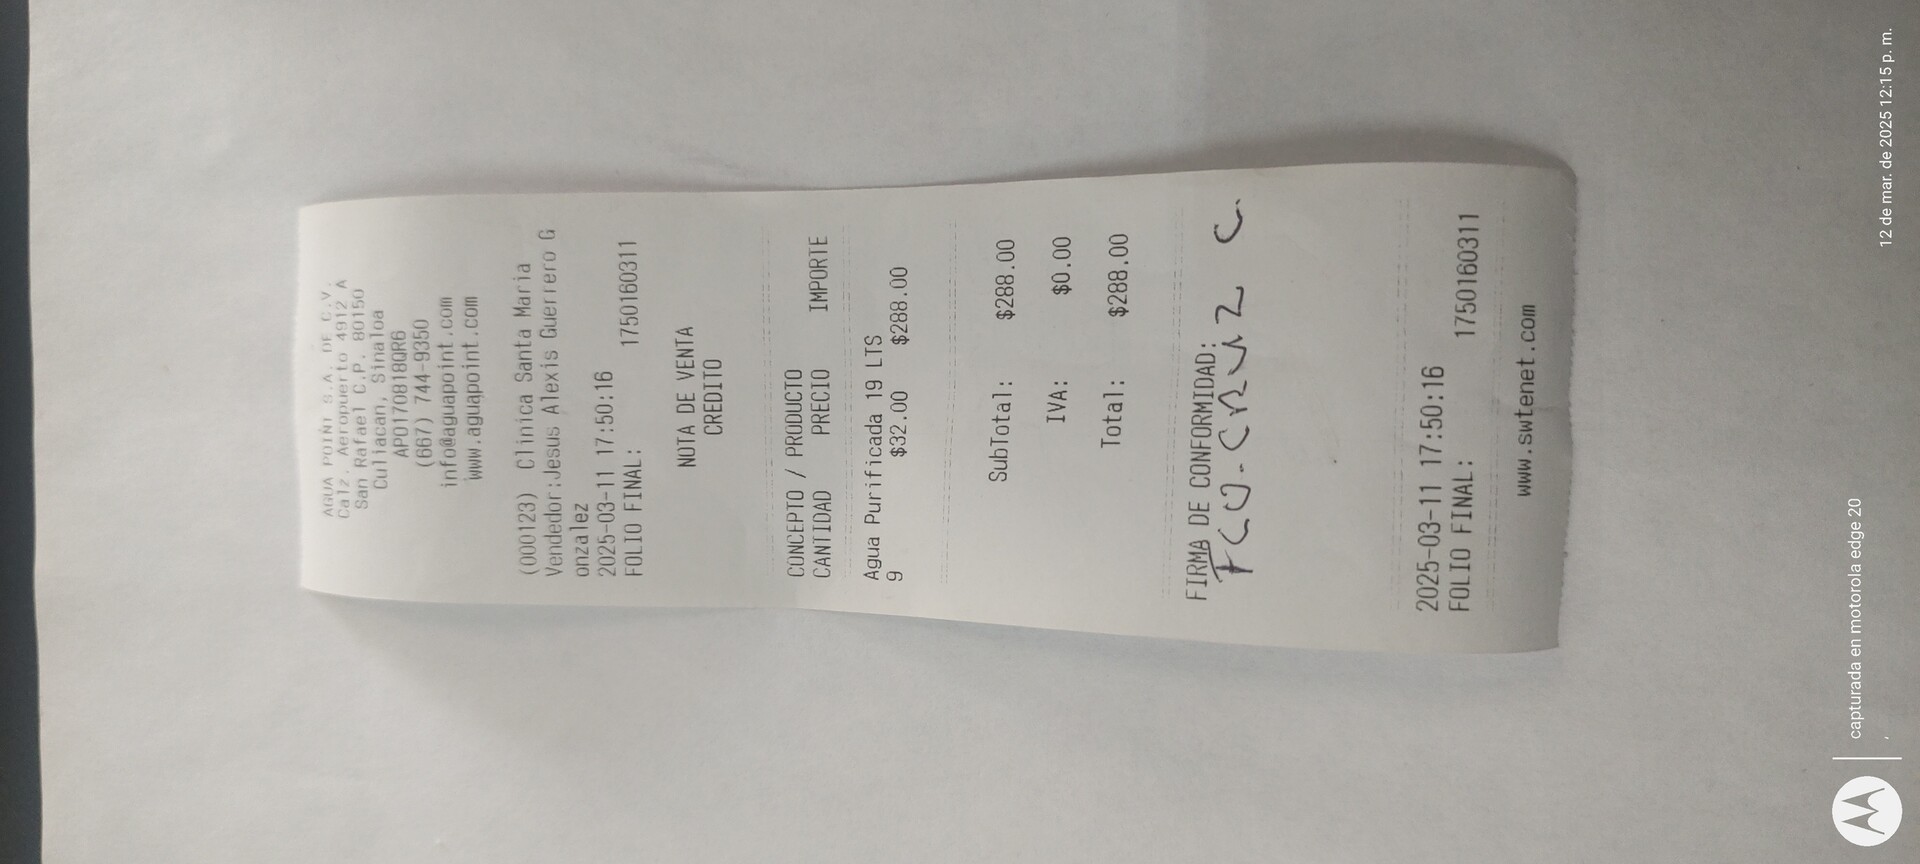 AGUA POINT S.A. DE C.V.
Calz. Aeropuerto 4912 A
San Rafael C.P. 80150
Culiacan, Sinaloa
APO170818QR6
(667) 744-9350
info@aguapoint.com
www.aguapoint.com
(000123) Clinica Santa Maria
Vendedor:Jesus Alexis Guerrero G
onzalez
2025-03-11 17:50:16
FOLIO FINAL: 1750160311
NOTA DE VENTA
CREDITO
CONCEPTO / PRODUCTO
CANTIDAD PRECIO IMPORTE
Agua Purificada 19 LTS
9 $32.00 $288.00
SubTotal: $288.00
IVA: $0.00
Total: $288.00
FIRMA DE CONFORMIDAD:
FCO. CRUZ C.
2025-03-11 17:50:16
FOLIO FINAL: 1750160311
www.swtenet.com
capturada en motorola edge 20
12 de mar. de 2025 12:15 p. m.